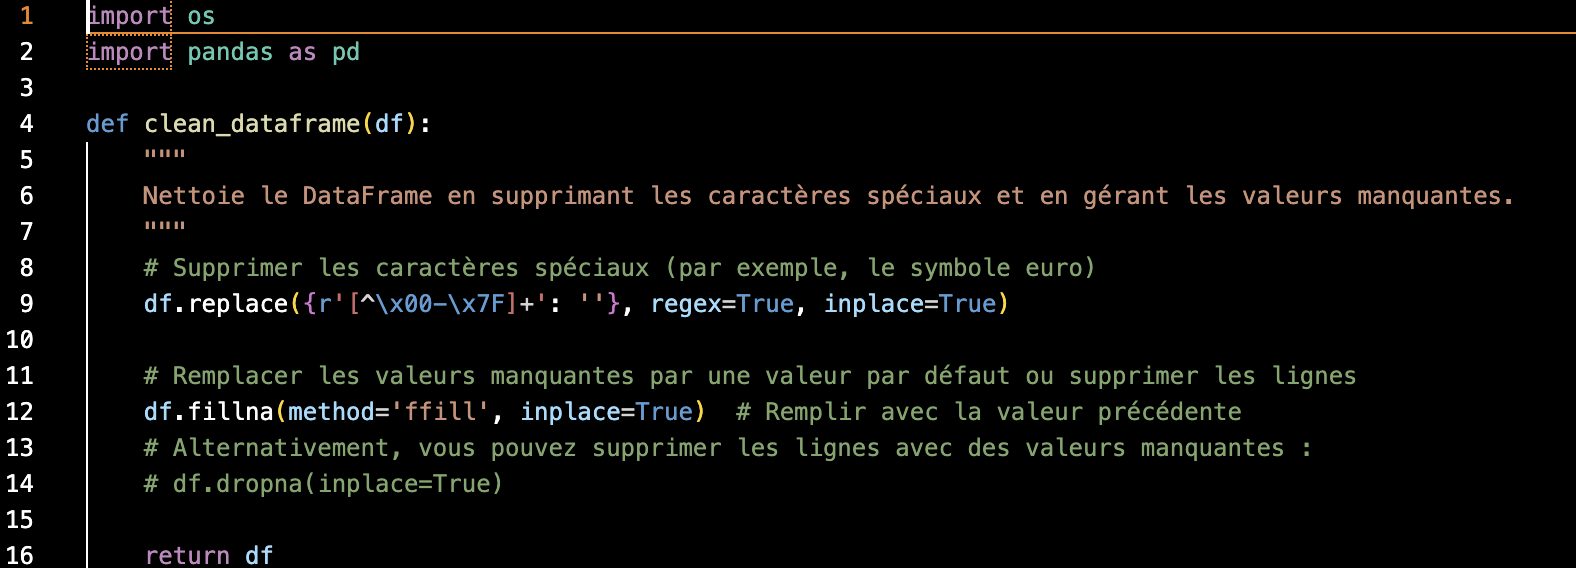 1 import os
2 import pandas as pd
3
4 def clean_dataframe(df):
5     """
6     Nettoie le DataFrame en supprimant les caractères spéciaux et en gérant les valeurs manquantes.
7     """
8     # Supprimer les caractères spéciaux (par exemple, le symbole euro)
9     df.replace({r'[^\x00-\x7F]+': ''}, regex=True, inplace=True)
10
11     # Remplacer les valeurs manquantes par une valeur par défaut ou supprimer les lignes
12     df.fillna(method='ffill', inplace=True)  # Remplir avec la valeur précédente
13     # Alternativement, vous pouvez supprimer les lignes avec des valeurs manquantes :
14     # df.dropna(inplace=True)
15
16     return df